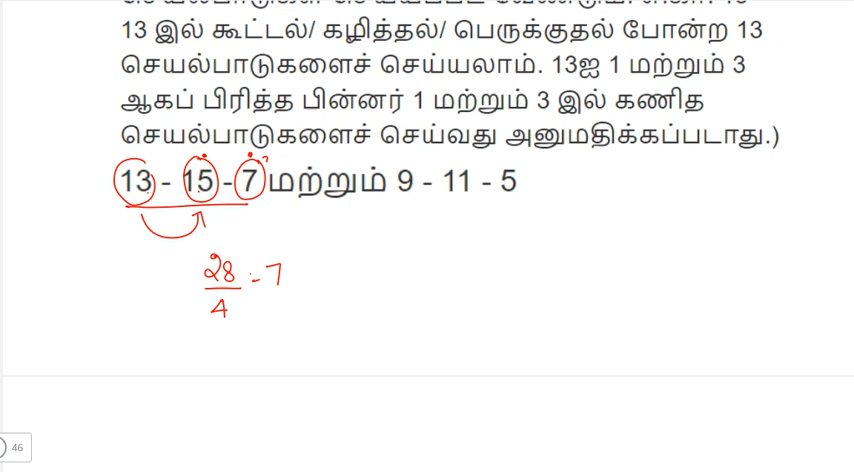 13 இல் கூட்டல்/ கழித்தல்/ பெருக்குதல் போன்ற 13
செயல்பாடுகளைச் செய்யலாம். 13ஐ 1 மற்றும் 3
ஆகப் பிரித்த பின்னர் 1 மற்றும் 3 இல் கணித
செயல்பாடுகளைச் செய்வது அனுமதிக்கப்படாது.)
13 - 15 - 7 மற்றும் 9 - 11 - 5
28/4 = 7
46